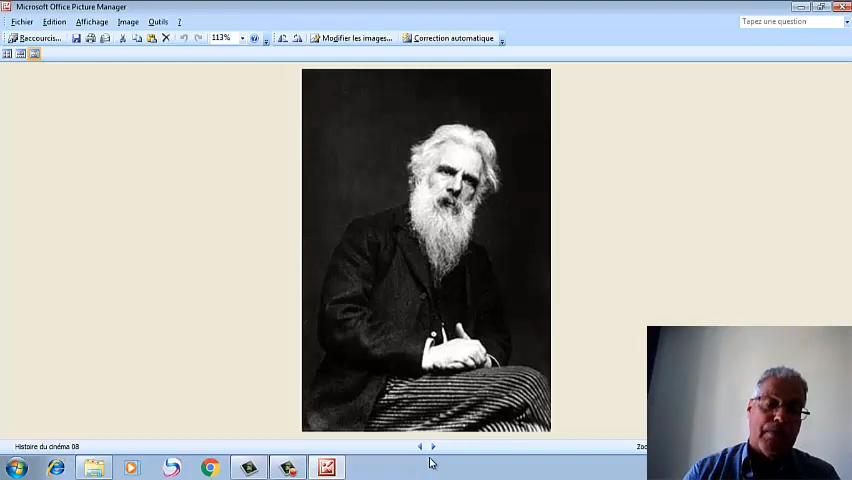 Microsoft Office Picture Manager
Fichier Edition Affichage Image Outils ?
Tapez une question
Raccourcis... 113% Modifier les images... Correction automatique
Histoire du cinéma 08 Zoo